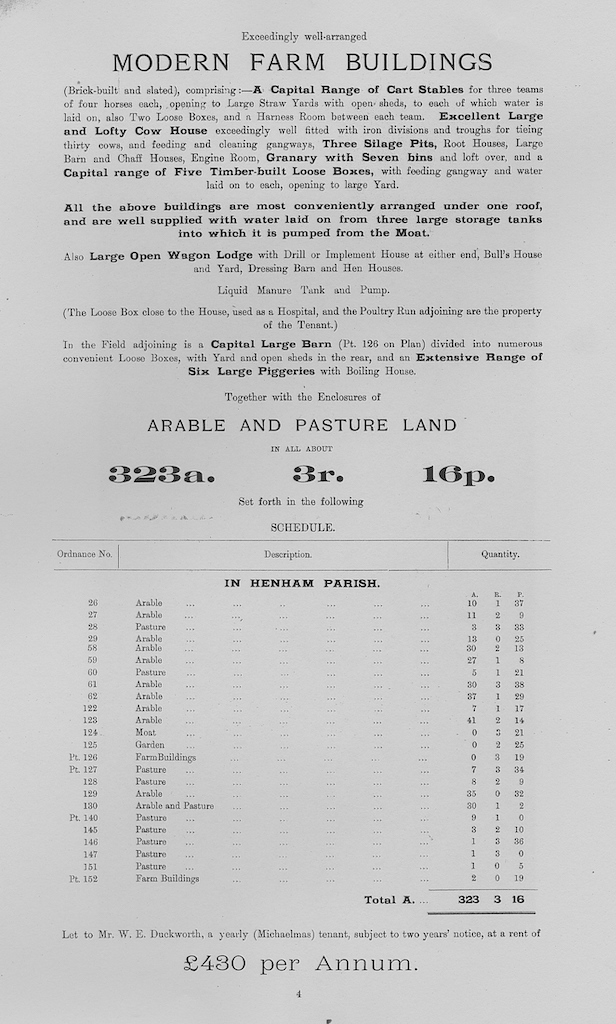 Exceedingly well-arranged
MODERN FARM BUILDINGS
(Brick-built and slated), comprising:—A Capital Range of Cart Stables for three teams
of four horses each, opening to Large Straw Yards with open sheds, to each of which water is
laid on, also Two Loose Boxes, and a Harness Room between each team. Excellent Large
and Lofty Cow House exceedingly well fitted with iron divisions and troughs for tieing
thirty cows, and feeding and cleaning gangways, Three Silage Pits, Root Houses, Large
Barn and Chaff Houses, Engine Room, Granary with Seven bins and loft over, and a
Capital range of Five Timber-built Loose Boxes, with feeding gangway and water
laid on to each, opening to large Yard.
All the above buildings are most conveniently arranged under one roof,
and are well supplied with water laid on from three large storage tanks
into which it is pumped from the Moat.
Also Large Open Wagon Lodge with Drill or Implement House at either end, Bull's House
and Yard, Dressing Barn and Hen Houses.
Liquid Manure Tank and Pump.
(The Loose Box close to the House, used as a Hospital, and the Poultry Run adjoining are the property
of the Tenant.)
In the Field adjoining is a Capital Large Barn (Pt. 126 on Plan) divided into numerous
convenient Loose Boxes, with Yard and open sheds in the rear, and an Extensive Range of
Six Large Piggeries with Boiling House.
Together with the Enclosures of
ARABLE AND PASTURE LAND
IN ALL ABOUT
323a. 3r. 16p.
Set forth in the following
SCHEDULE.
Ordnance No. Description. Quantity.
IN HENHAM PARISH.
A. R. P.
26 Arable ... ... .. ... ... ... 10 1 37
27 Arable ... ... ... ... ... ... 11 2 9
28 Pasture ... ... ... ... ... ... 3 3 33
29 Arable ... ... ... ... ... ... 13 0 25
58 Arable ... ... ... ... ... ... 30 2 13
59 Arable ... ... ... ... ... ... 27 1 8
60 Pasture ... ... ... ... ... ... 5 1 21
61 Arable ... ... ... ... ... ... 30 3 38
62 Arable ... ... ... ... ... ... 37 1 29
122 Arable ... ... ... ... ... ... 7 1 17
123 Arable ... ... ... ... ... ... 41 2 14
124 Moat ... ... ... ... ... ... 0 3 21
125 Garden ... ... ... ... ... ... 0 2 25
Pt. 126 Farm Buildings ... ... ... ... ... 0 3 19
Pt. 127 Pasture ... ... ... ... ... ... 7 3 34
128 Pasture ... ... ... ... ... ... 8 2 9
129 Arable ... ... ... ... ... ... 35 0 32
130 Arable and Pasture ... ... ... ... ... 30 1 2
Pt. 140 Pasture ... ... ... ... ... ... 9 1 0
145 Pasture ... ... ... ... ... ... 3 2 10
146 Pasture ... ... ... ... ... ... 1 3 36
147 Pasture ... ... ... ... ... ... 1 3 0
151 Pasture ... ... ... ... ... ... 1 0 5
Pt. 152 Farm Buildings ... ... ... ... ... 2 0 19
Total A. ... 323 3 16
Let to Mr. W. E. Duckworth, a yearly (Michaelmas) tenant, subject to two years' notice, at a rent of
£430 per Annum.
4